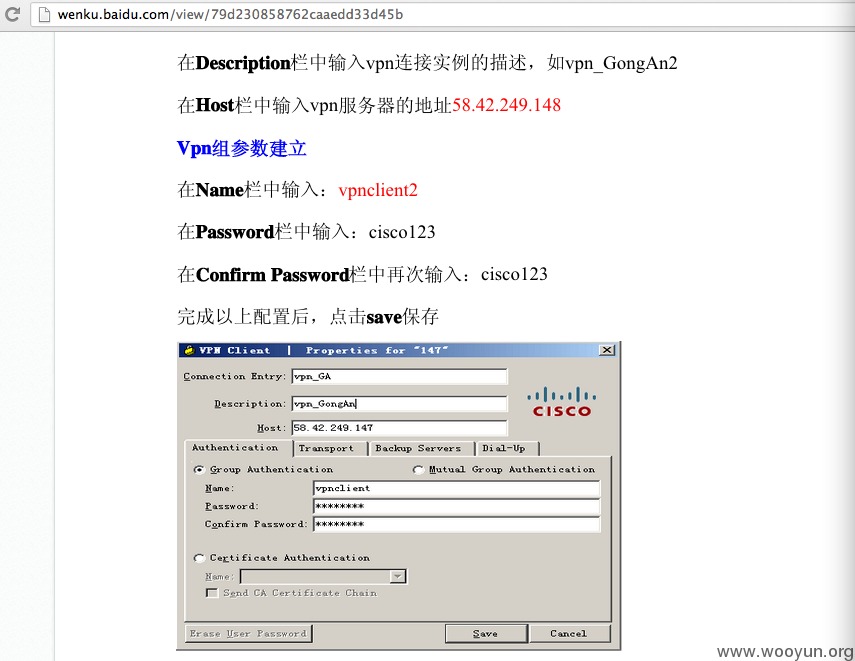 wenku.baidu.com/view/79d230858762caaedd33d45b
在Description栏中输入vpn连接实例的描述，如vpn_GongAn2
在Host栏中输入vpn服务器的地址58.42.249.148
Vpn组参数建立
在Name栏中输入：vpnclient2
在Password栏中输入：cisco123
在Confirm Password栏中再次输入：cisco123
完成以上配置后，点击save保存
VPN Client | Properties for "147"
Connection Entry: vpn_GA
Description: vpn_GongAn
Host: 58.42.249.147
CISCO
Authentication Transport Backup Servers Dial-Up
Group Authentication Mutual Group Authentication
Name: vpnclient
Password: ********
Confirm Password: ********
Certificate Authentication
Name:
Send CA Certificate Chain
Erase User Password Save Cancel
www.wooyun.org